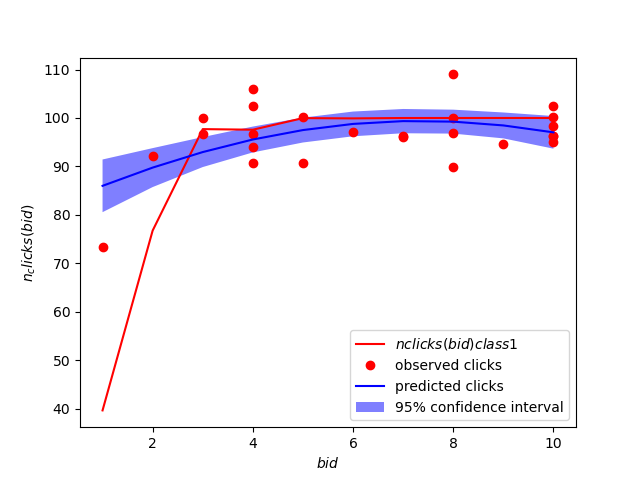 110
100
90
80
70
60
50
40
n_clicks(bid)
nclicks(bid)class1
observed clicks
predicted clicks
95% confidence interval
2
4
6
8
10
bid